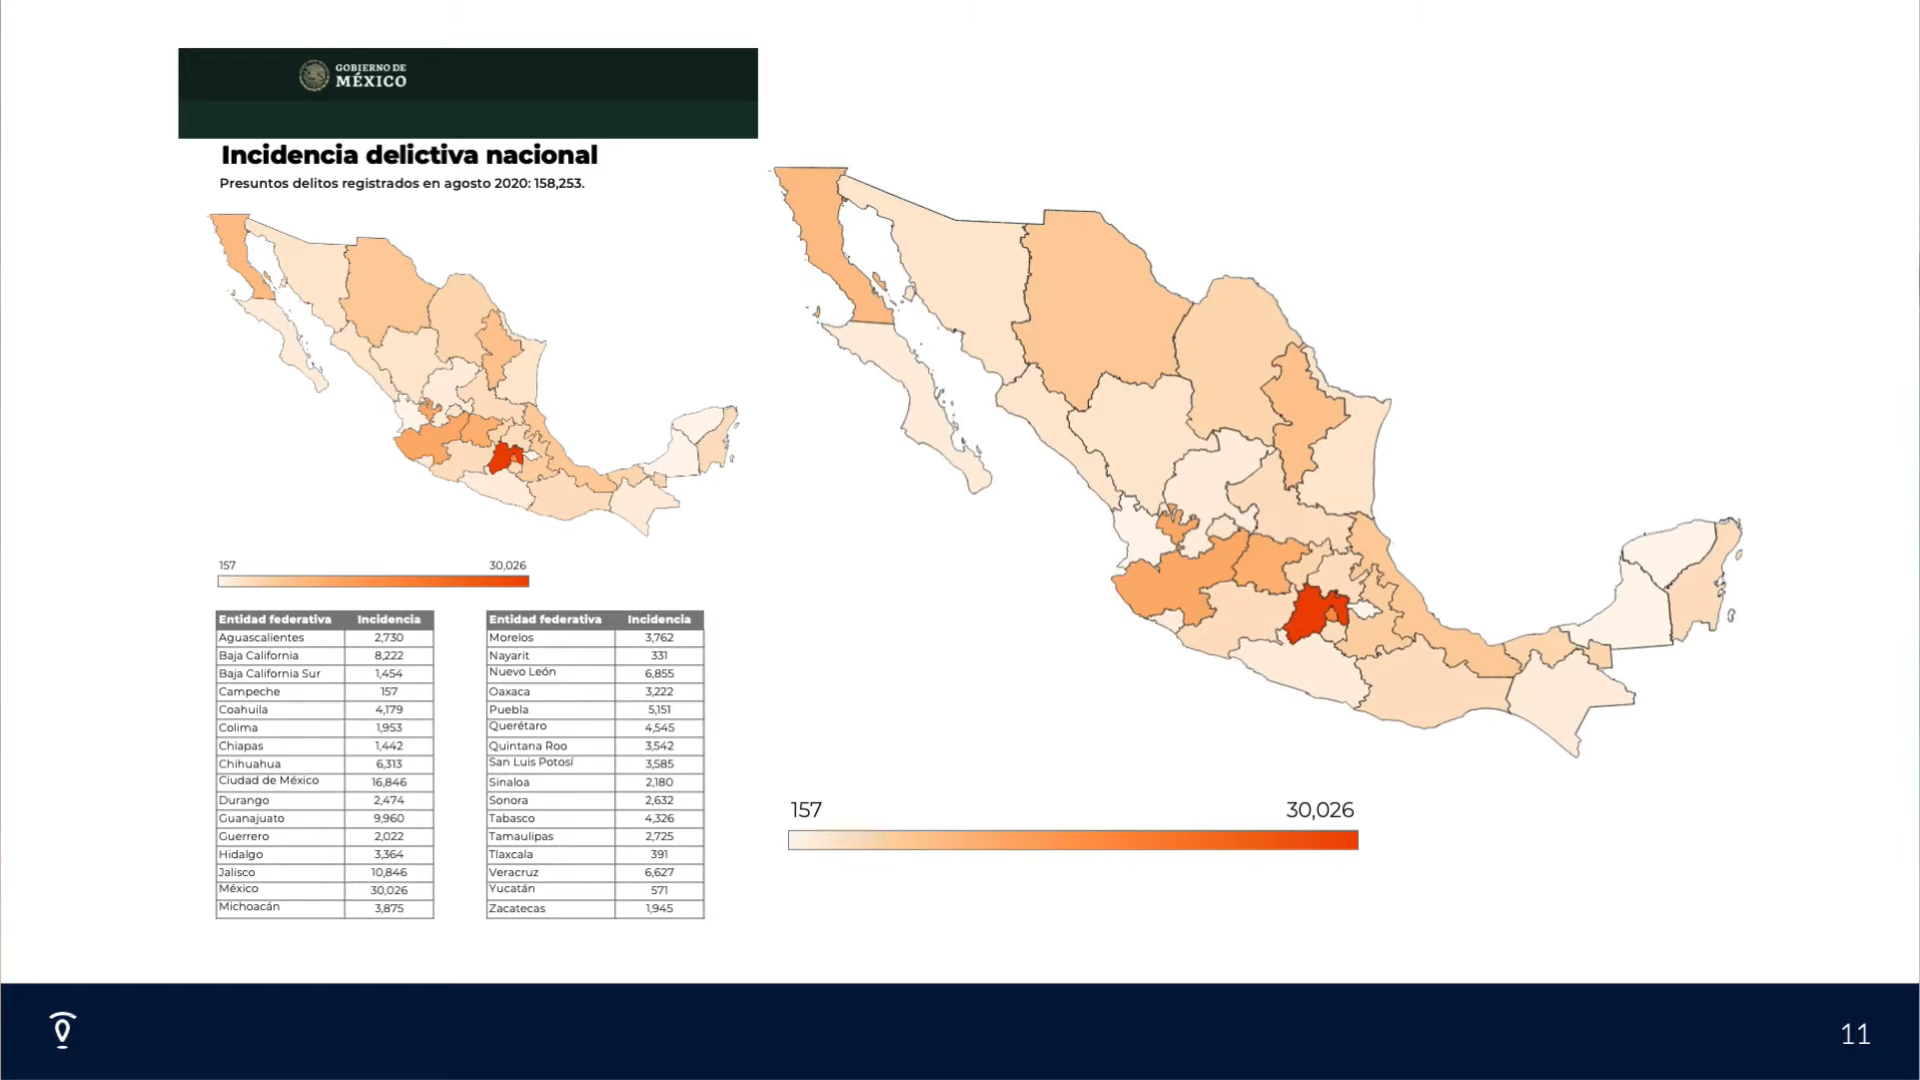 GOBIERNO DE
MÉXICO
Incidencia delictiva nacional
Presuntos delitos registrados en agosto 2020: 158,253.
157 30,026
Entidad federativa Incidencia
Aguascalientes 2,730
Baja California 8,222
Baja California Sur 1,454
Campeche 157
Coahuila 4,179
Colima 1,953
Chiapas 1,442
Chihuahua 6,313
Ciudad de México 16,846
Durango 2,474
Guanajuato 9,960
Guerrero 2,022
Hidalgo 3,364
Jalisco 10,846
México 30,026
Michoacán 3,875
Entidad federativa Incidencia
Morelos 3,762
Nayarit 331
Nuevo León 6,855
Oaxaca 3,222
Puebla 5,151
Querétaro 4,545
Quintana Roo 3,542
San Luis Potosí 3,585
Sinaloa 2,180
Sonora 2,632
Tabasco 4,326
Tamaulipas 2,725
Tlaxcala 391
Veracruz 6,627
Yucatán 571
Zacatecas 1,945
157 30,026
11